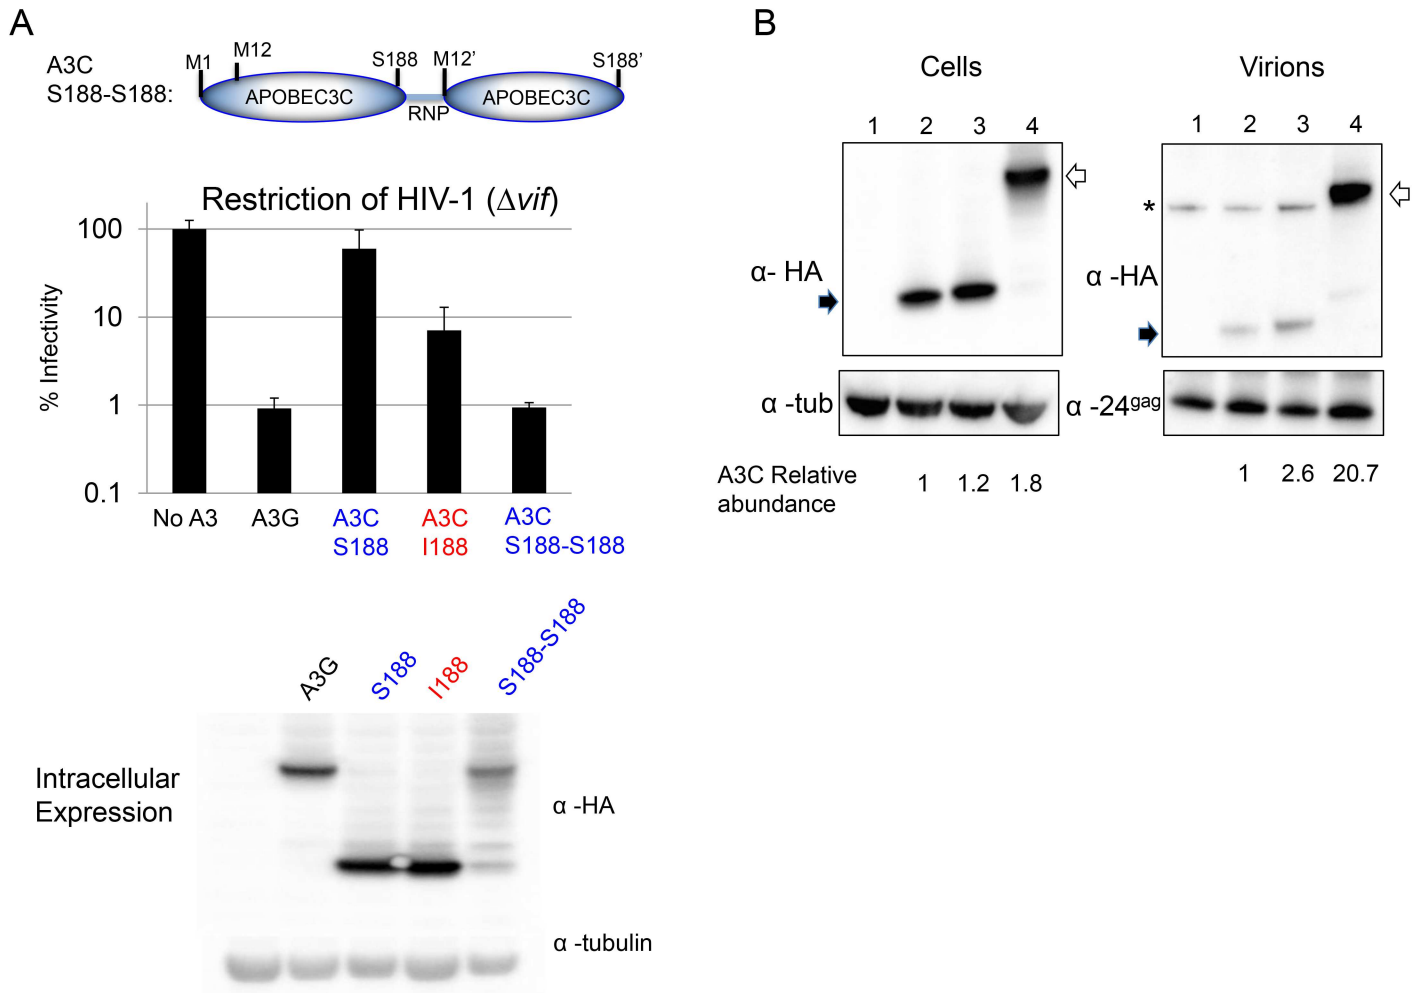 A
A3C
S188-S188:
M1
M12
S188
M12’
S188’
APOBEC3C
RNP
APOBEC3C
Restriction of HIV-1 (Δvif)
% Infectivity
100
10
1
0.1
No A3
A3G
A3C
S188
A3C
I188
A3C
S188-S188
A3G
S188
I188
S188-S188
Intracellular
Expression
α -HA
α -tubulin
B
Cells
1 2 3 4
α- HA
α -tub
Virions
1 2 3 4
*
α -HA
α -24gag
A3C Relative
abundance
1 1.2 1.8
1 2.6 20.7